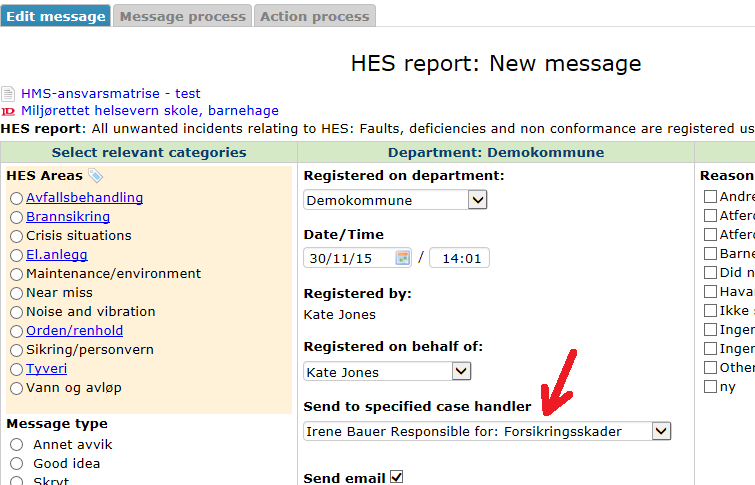 Edit message Message process Action process
HES report: New message
HMS-ansvarsmatrise - test
Miljørettet helsevern skole, barnehage
HES report: All unwanted incidents relating to HES: Faults, deficiencies and non conformance are registered us
Select relevant categories
HES Areas
Avfallsbehandling
Brannsikring
Crisis situations
El.anlegg
Maintenance/environment
Near miss
Noise and vibration
Orden/renhold
Sikring/personvern
Tyveri
Vann og avløp
Message type
Annet avvik
Good idea
Skryt
Department: Demokommune
Registered on department:
Demokommune
Date/Time
30/11/15 / 14:01
Registered by:
Kate Jones
Registered on behalf of:
Kate Jones
Send to specified case handler
Irene Bauer Responsible for: Forsikringsskader
Send email
Reason
Andre
Atferd
Atferd
Barne
Did n
Havar
Ikke s
Inger
Inger
Other
ny